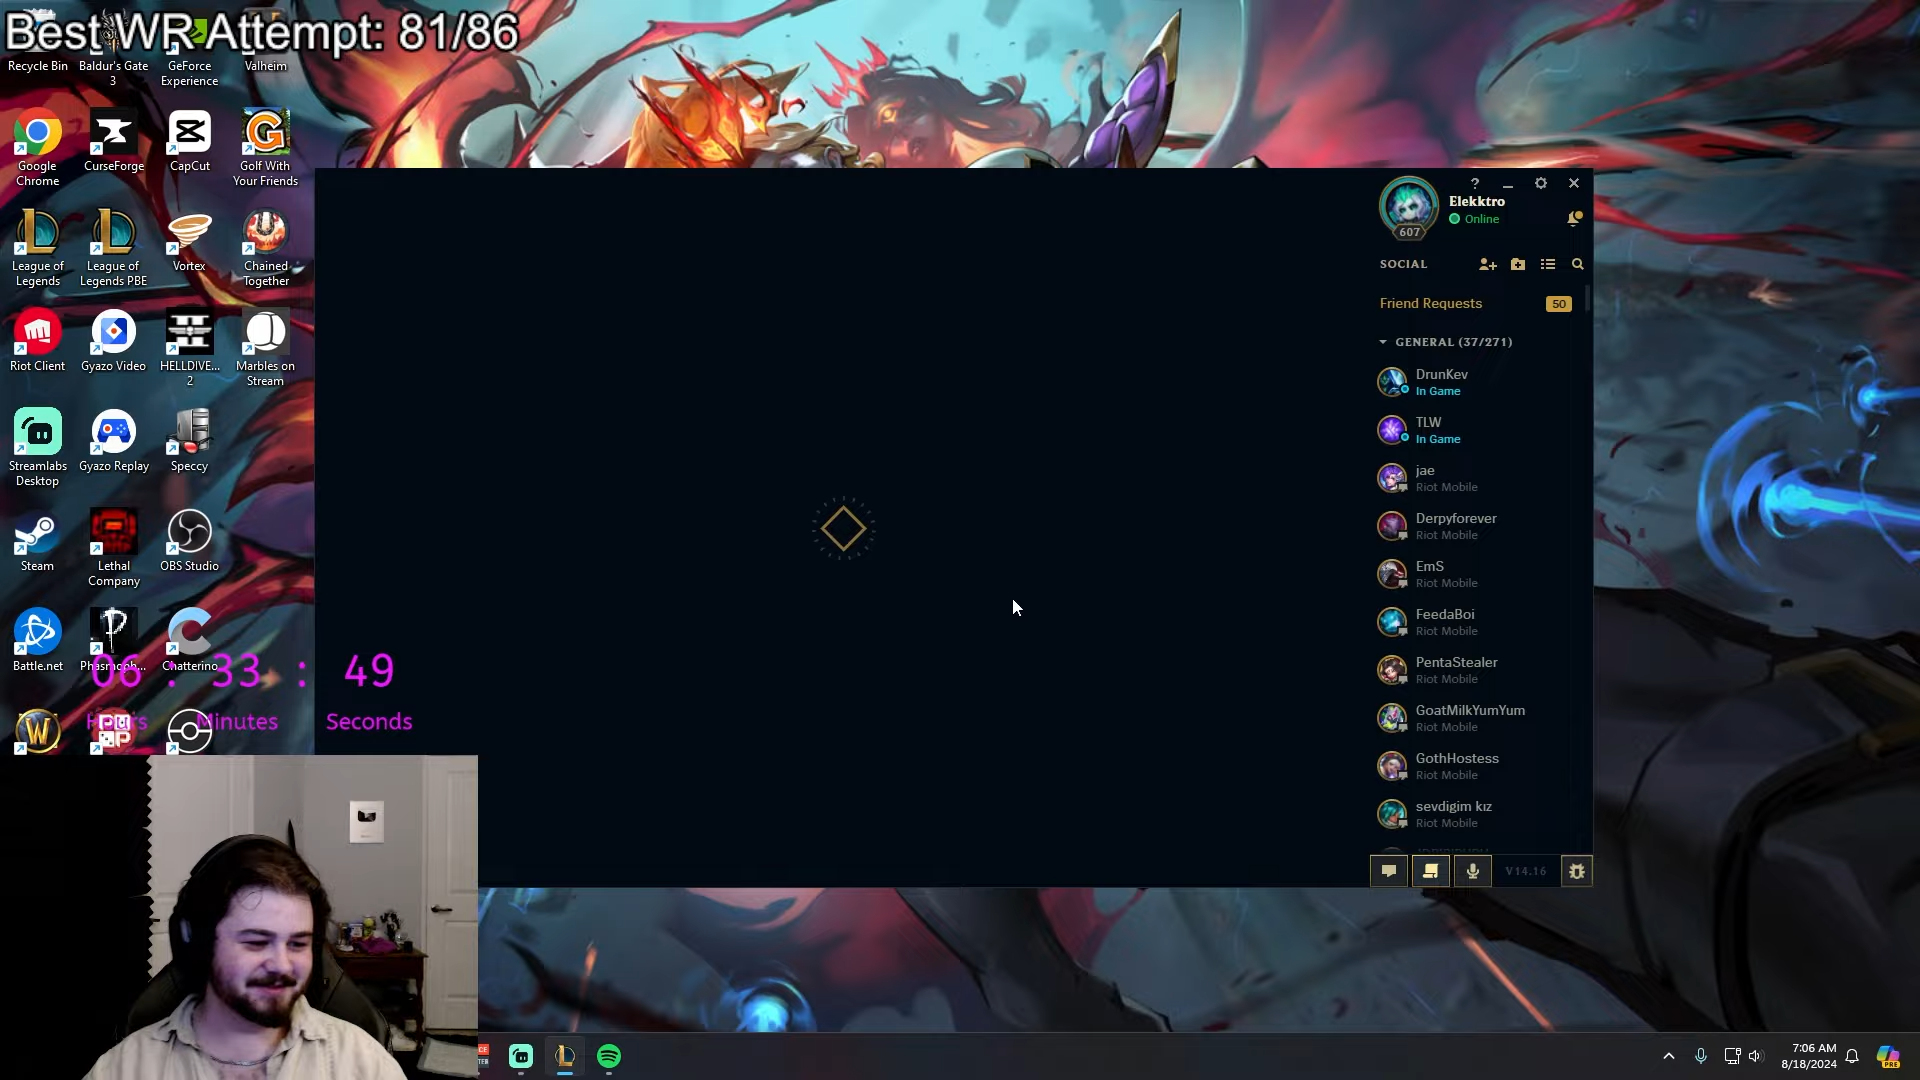 Best WR Attempt: 81/86
Recycle Bin
Baldur's Gate
3
GeForce
Experience
Valheim
Google
Chrome
CurseForge
CapCut
Golf With
Your Friends
League of
Legends
League of
Legends PBE
Vortex
Chained
Together
Riot Client
Gyazo Video
HELLDIVE...
2
Marbles on
Stream
Streamlabs
Desktop
Gyazo Replay
Speccy
Steam
Lethal
Company
OBS Studio
Battle.net
Phasmoph...
Chatterino
06 : 33 : 49
Hours Minutes Seconds
Elekktro
Online
607
SOCIAL
Friend Requests
50
GENERAL (37/271)
DrunKev
In Game
TLW
In Game
jae
Riot Mobile
Derpyforever
Riot Mobile
EmS
Riot Mobile
FeedaBoi
Riot Mobile
PentaStealer
Riot Mobile
GoatMilkYumYum
Riot Mobile
GothHostess
Riot Mobile
sevdigim kız
Riot Mobile
V14.16
7:06 AM
8/18/2024
PRE